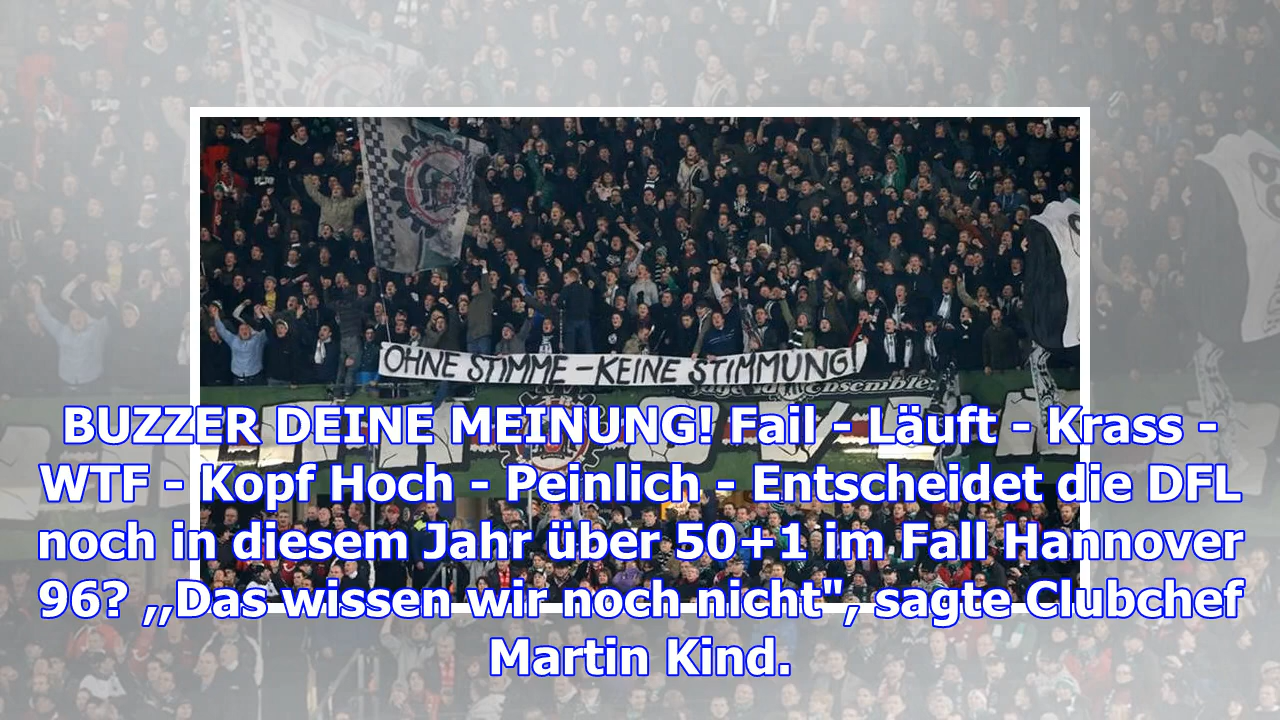 OHNE STIMME – KEINE STIMMUNG!
BUZZER DEINE MEINUNG! Fail - Läuft - Krass -
WTF - Kopf Hoch - Peinlich - Entscheidet die DFL
noch in diesem Jahr über 50+1 im Fall Hannover
96? ,,Das wissen wir noch nicht", sagte Clubchef
Martin Kind.